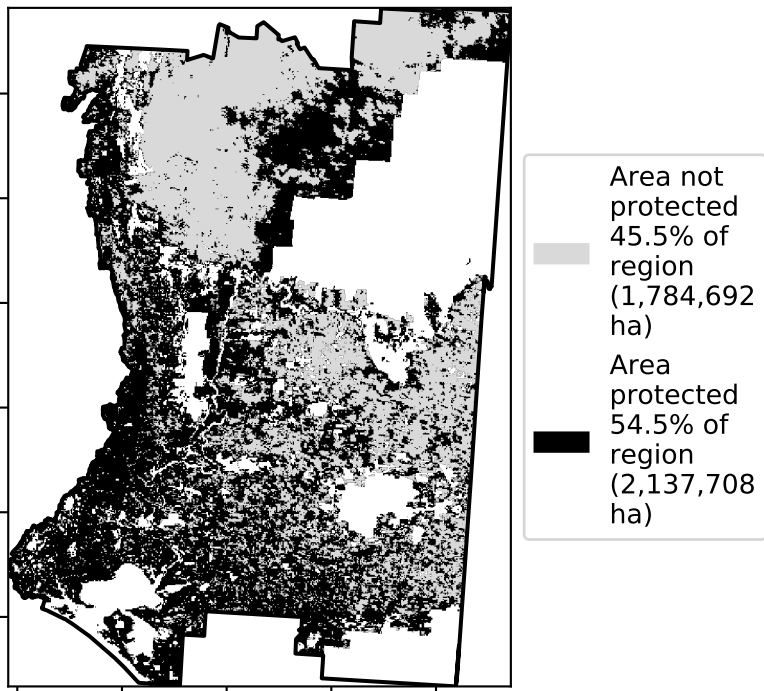 Area not
protected
45.5% of
region
(1,784,692
ha)
Area
protected
54.5% of
region
(2,137,708
ha)